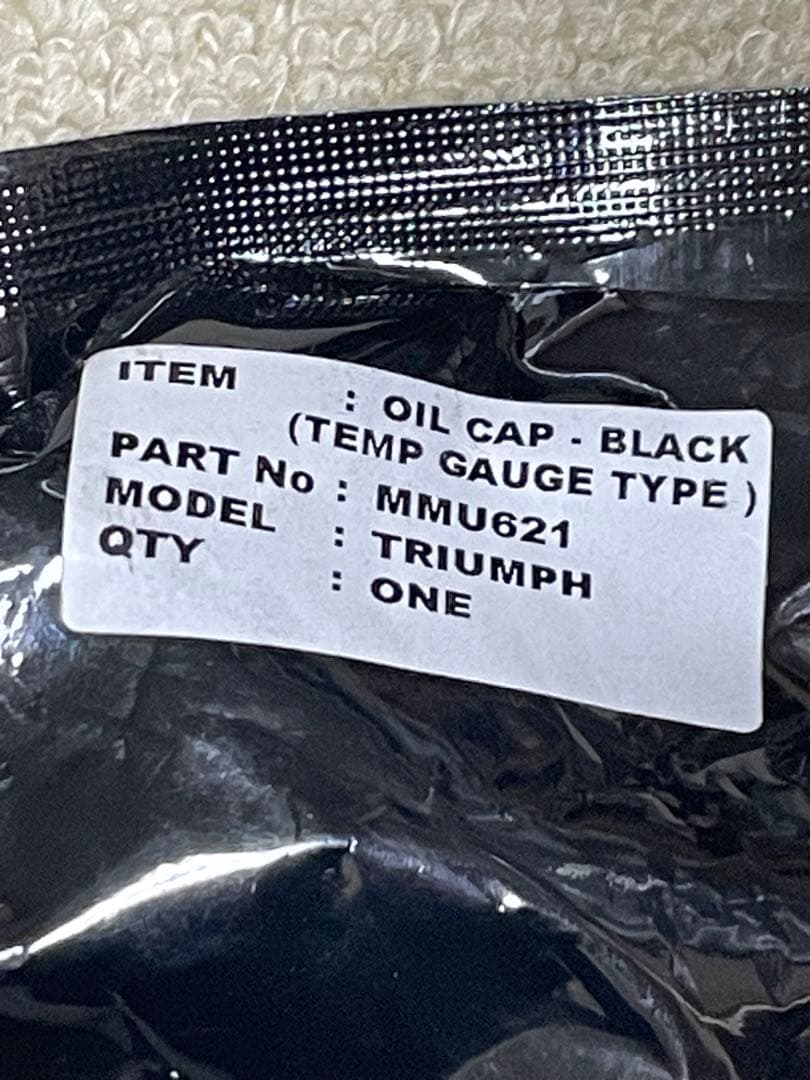 ITEM : OIL CAP - BLACK
(TEMP GAUGE TYPE )
PART No : MMU621
MODEL : TRIUMPH
QTY : ONE